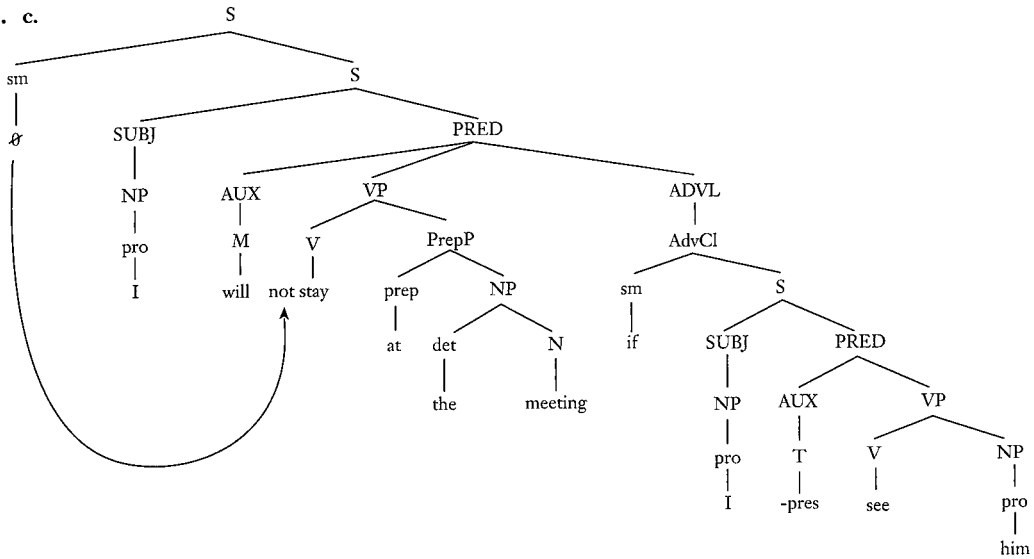 . c. S
sm S
∅ SUBJ PRED
NP AUX VP ADVL
pro M V PrepP AdvCl
I will not stay prep NP sm S
at det N if SUBJ PRED
the meeting NP AUX VP
pro T V NP
I -pres see pro
him